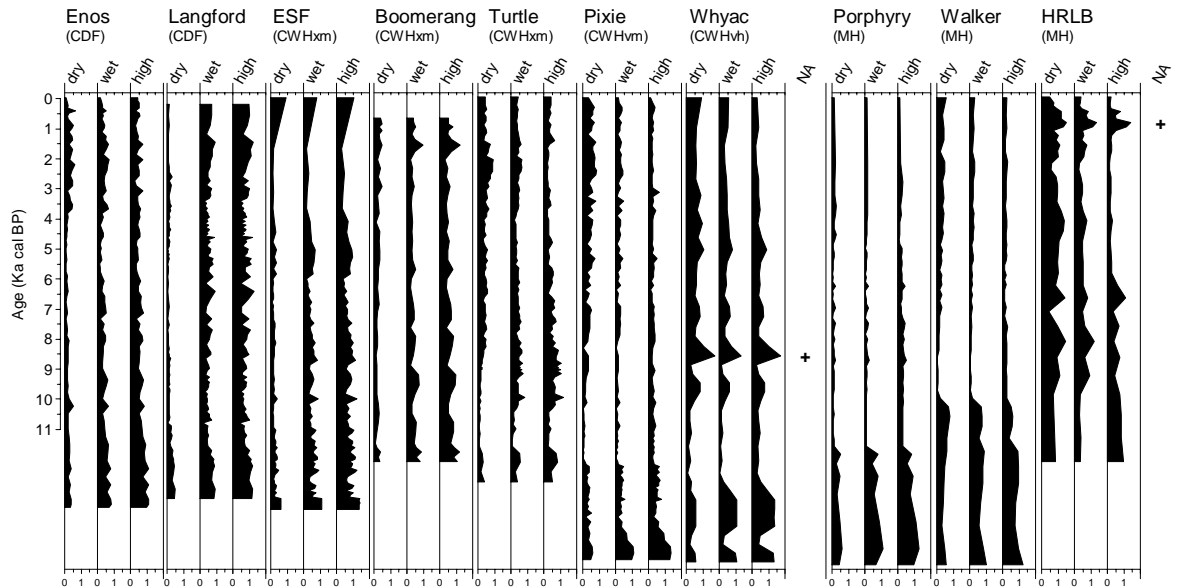 Enos Langford ESF Boomerang Turtle Pixie Whyac Porphyry Walker HRLB
(CDF) (CDF) (CWHxm) (CWHxm) (CWHxm) (CWHvm) (CWHvh) (MH) (MH) (MH)
dry wet high dry wet high dry wet high dry wet high dry wet high dry wet high dry wet high NA dry wet high dry wet high dry wet high NA
Age (Ka cal BP)
0
1
+
2
3
4
5
6
7
8
+
9
10
11
0 1 0 1 0 1 0 1 0 1 0 1 0 1 0 1 0 1 0 1 0 1 0 1 0 1 0 1 0 1 0 1 0 1 0 1 0 1 0 1 0 1 0 1 0 1 0 1 0 1 0 1 0 1 0 1 0 1 0 1